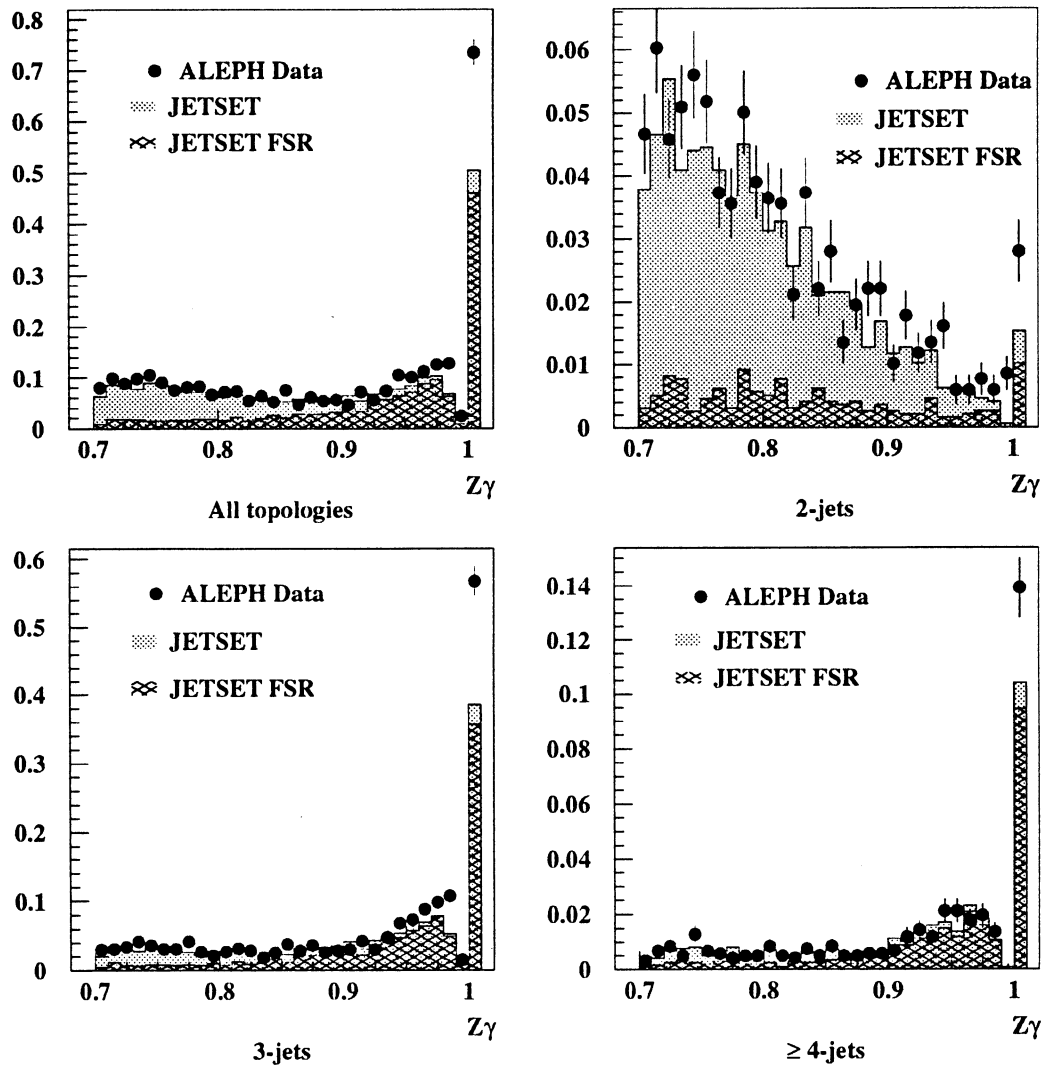 0.8
0.7
0.6
0.5
0.4
0.3
0.2
0.1
0
ALEPH Data
JETSET
JETSET FSR
0.7 0.8 0.9 1
Zγ
All topologies
0.06
0.05
0.04
0.03
0.02
0.01
0
ALEPH Data
JETSET
JETSET FSR
0.7 0.8 0.9 1
Zγ
2-jets
0.6
0.5
0.4
0.3
0.2
0.1
0
ALEPH Data
JETSET
JETSET FSR
0.7 0.8 0.9 1
Zγ
3-jets
0.14
0.12
0.1
0.08
0.06
0.04
0.02
0
ALEPH Data
JETSET
JETSET FSR
0.7 0.8 0.9 1
Zγ
≥ 4-jets